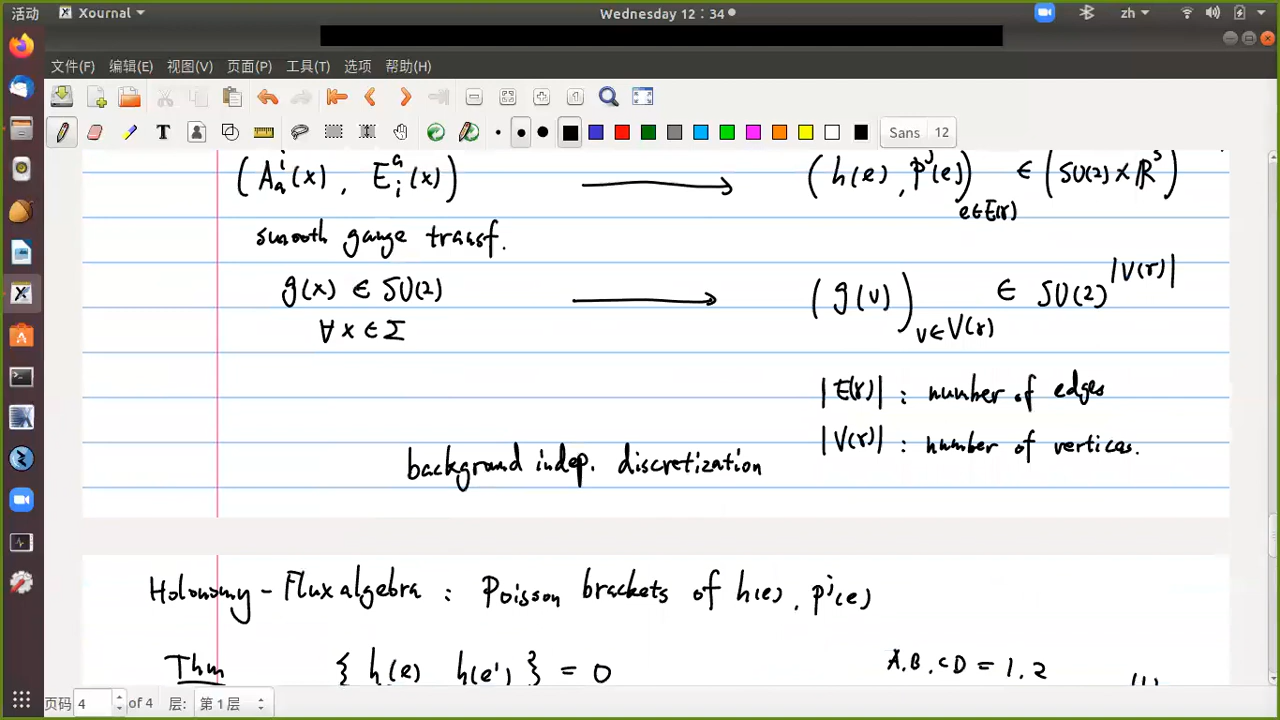 活动 Xournal Wednesday 12：34 zh
文件(F) 编辑(E) 视图(V) 页面(P) 工具(T) 选项 帮助(H)
Sans 12
(A_a^i(x), E_i^a(x)) ⟶ (h(e), p^j(e))_{e∈E(γ)} ∈ (SU(2) × ℝ^3)
smooth gauge transf.
g(x) ∈ SU(2) ⟶ (g(v))_{v∈V(γ)} ∈ SU(2)^{|V(γ)|}
∀ x ∈ Σ
|E(γ)| : number of edges
|V(γ)| : number of vertices.
background indep. discretization
Holonomy - Flux algebra : Poisson brackets of h(e), p^j(e)
Thm { h(e) h(e') } = 0 A.B.CD = 1.2
页码 4 of 4 层: 第 1 层